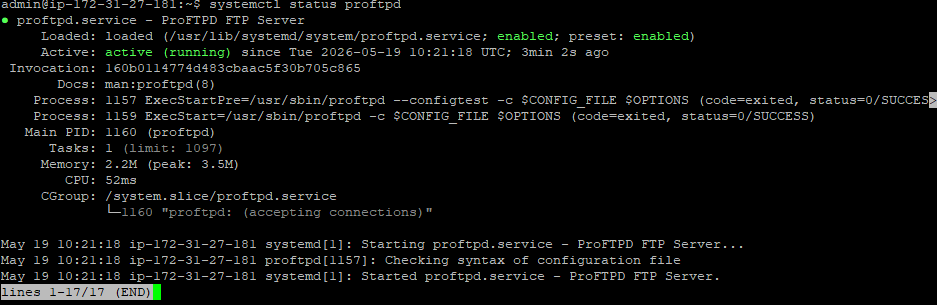 admin@ip-172-31-27-181:~$ systemctl status proftpd
● proftpd.service - ProFTPD FTP Server
Loaded: loaded (/usr/lib/systemd/system/proftpd.service; enabled; preset: enabled)
Active: active (running) since Tue 2026-05-19 10:21:18 UTC; 3min 2s ago
Invocation: 160b0114774d483cbaac5f30b705c865
Docs: man:proftpd(8)
Process: 1157 ExecStartPre=/usr/sbin/proftpd --configtest -c $CONFIG_FILE $OPTIONS (code=exited, status=0/SUCCES>
Process: 1159 ExecStart=/usr/sbin/proftpd -c $CONFIG_FILE $OPTIONS (code=exited, status=0/SUCCESS)
Main PID: 1160 (proftpd)
Tasks: 1 (limit: 1097)
Memory: 2.2M (peak: 3.5M)
CPU: 52ms
CGroup: /system.slice/proftpd.service
└─1160 "proftpd: (accepting connections)"
May 19 10:21:18 ip-172-31-27-181 systemd[1]: Starting proftpd.service - ProFTPD FTP Server...
May 19 10:21:18 ip-172-31-27-181 proftpd[1157]: Checking syntax of configuration file
May 19 10:21:18 ip-172-31-27-181 systemd[1]: Started proftpd.service - ProFTPD FTP Server.
lines 1-17/17 (END)